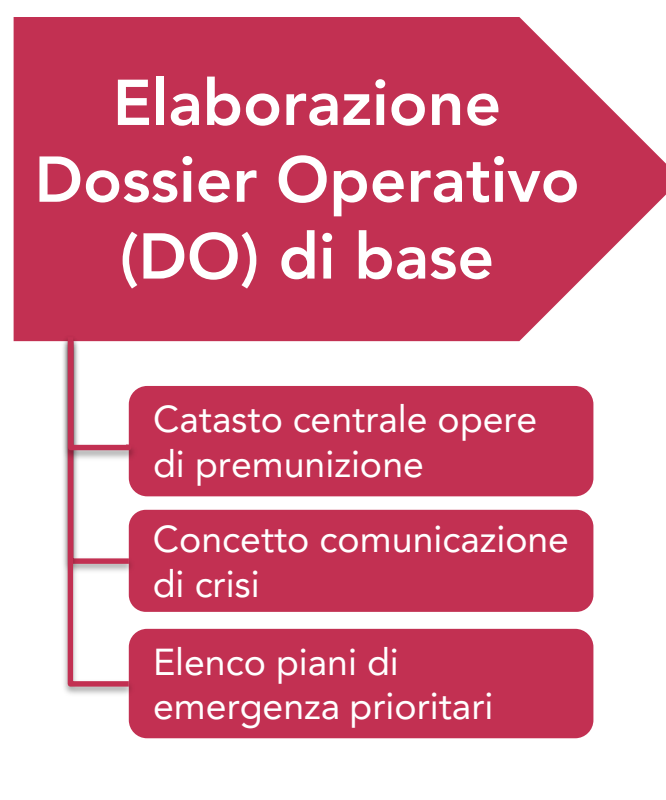 Elaborazione
Dossier Operativo
(DO) di base
Catasto centrale opere
di premunizione
Concetto comunicazione
di crisi
Elenco piani di
emergenza prioritari